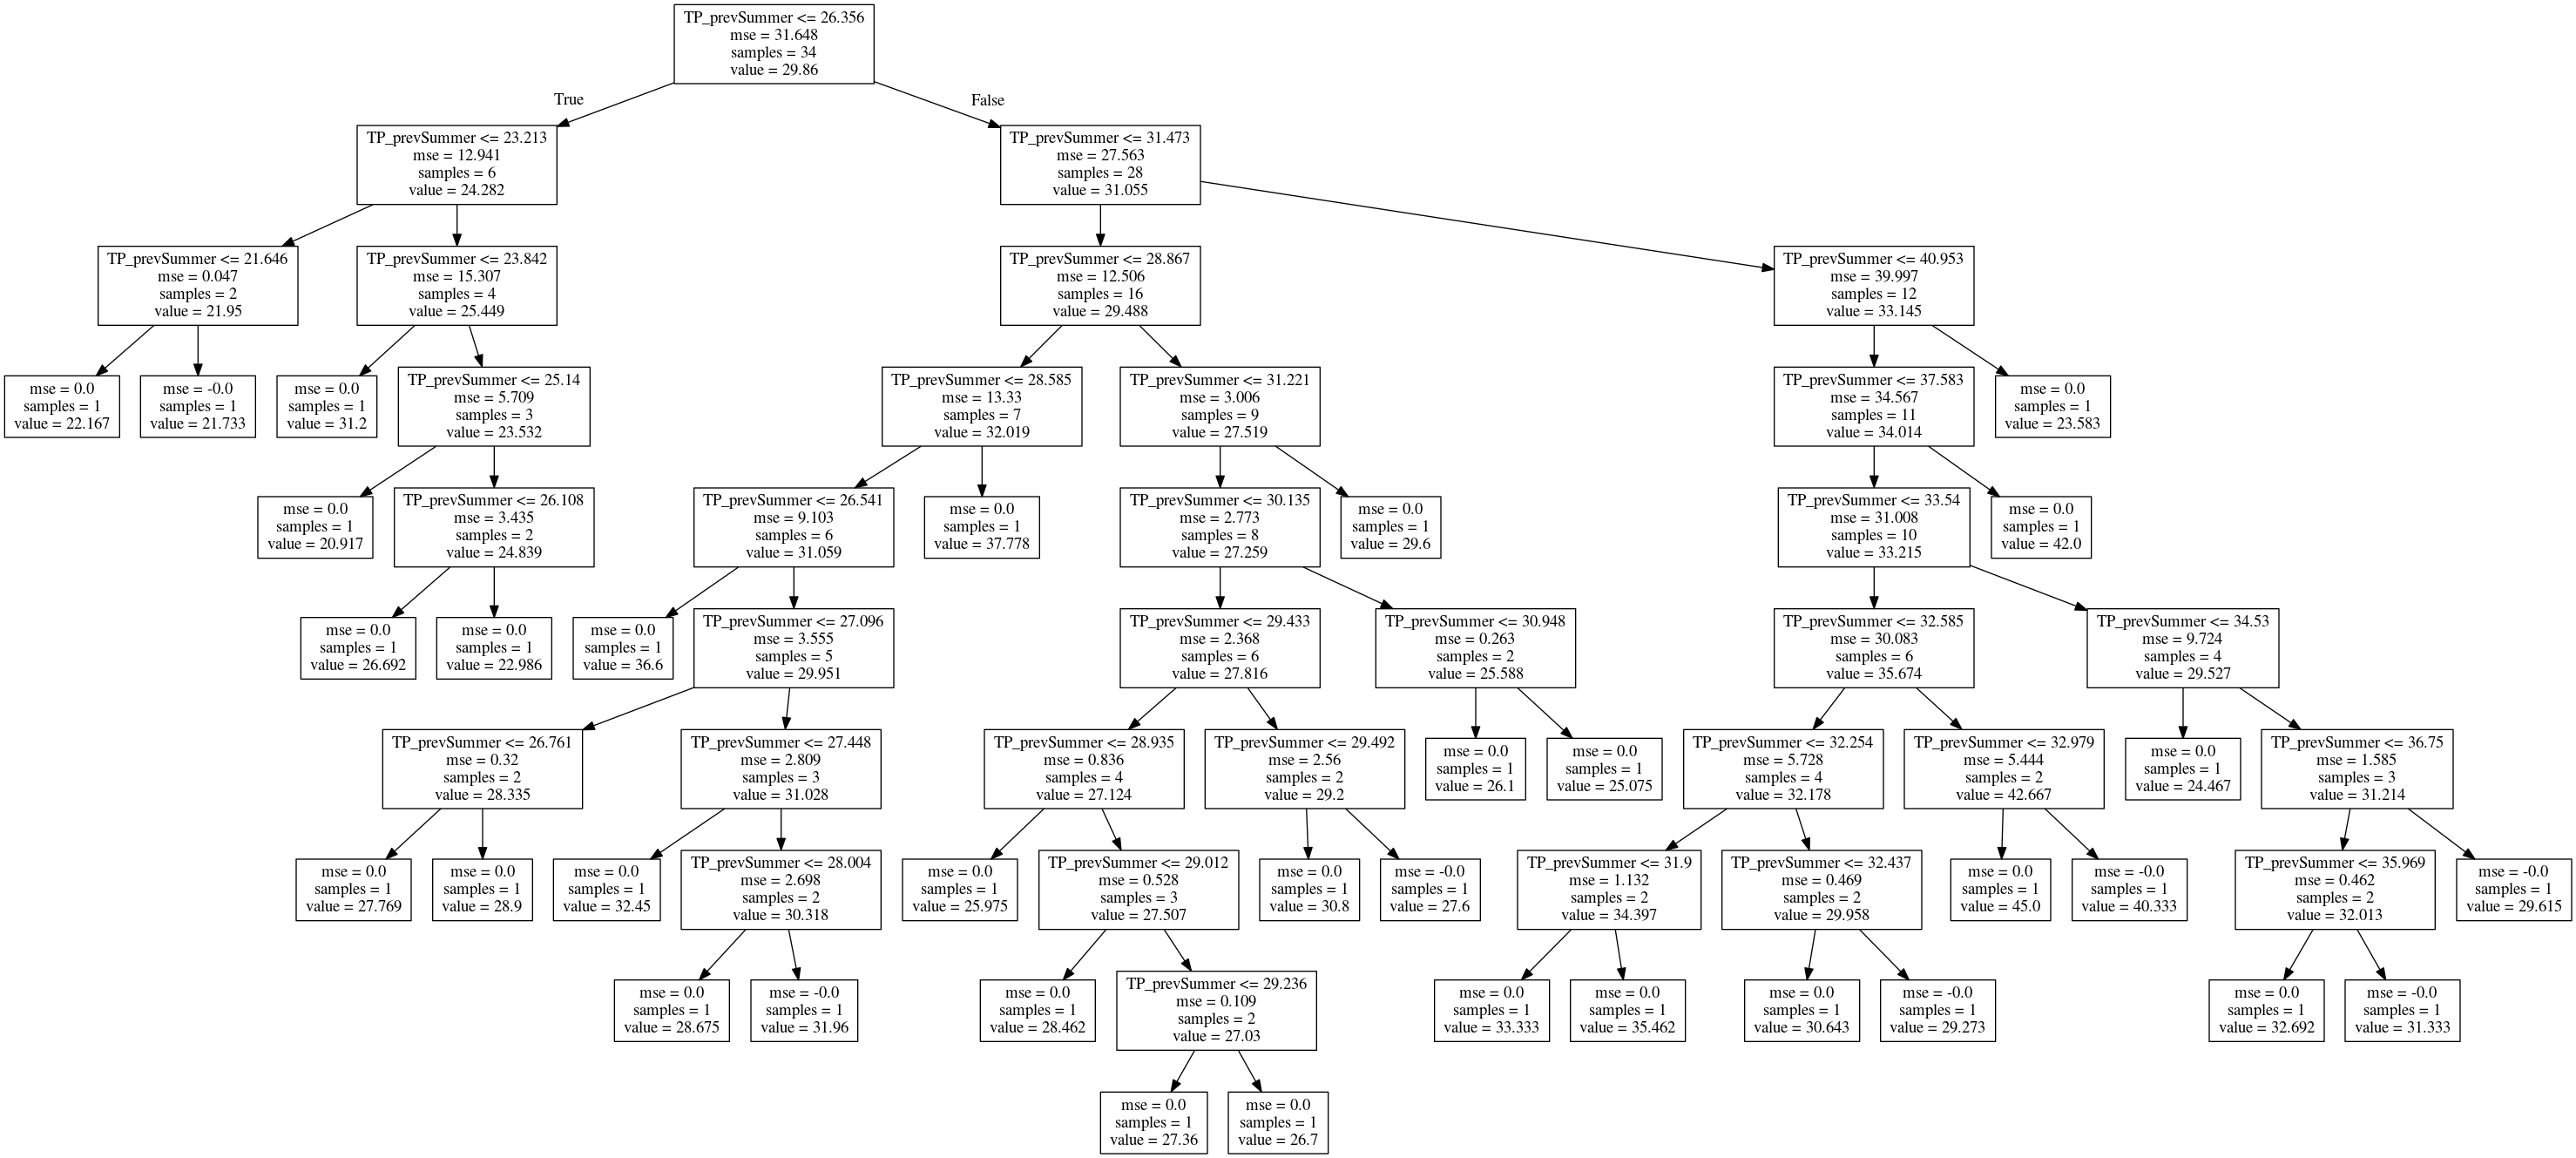 TP_prevSummer <= 26.356
mse = 31.648
samples = 34
value = 29.86
True
False
TP_prevSummer <= 23.213
mse = 12.941
samples = 6
value = 24.282
TP_prevSummer <= 31.473
mse = 27.563
samples = 28
value = 31.055
TP_prevSummer <= 21.646
mse = 0.047
samples = 2
value = 21.95
TP_prevSummer <= 23.842
mse = 15.307
samples = 4
value = 25.449
TP_prevSummer <= 28.867
mse = 12.506
samples = 16
value = 29.488
TP_prevSummer <= 40.953
mse = 39.997
samples = 12
value = 33.145
mse = 0.0
samples = 1
value = 22.167
mse = -0.0
samples = 1
value = 21.733
mse = 0.0
samples = 1
value = 31.2
TP_prevSummer <= 25.14
mse = 5.709
samples = 3
value = 23.532
TP_prevSummer <= 28.585
mse = 13.33
samples = 7
value = 32.019
TP_prevSummer <= 31.221
mse = 3.006
samples = 9
value = 27.519
TP_prevSummer <= 37.583
mse = 34.567
samples = 11
value = 34.014
mse = 0.0
samples = 1
value = 23.583
mse = 0.0
samples = 1
value = 20.917
TP_prevSummer <= 26.108
mse = 3.435
samples = 2
value = 24.839
TP_prevSummer <= 26.541
mse = 9.103
samples = 6
value = 31.059
mse = 0.0
samples = 1
value = 37.778
TP_prevSummer <= 30.135
mse = 2.773
samples = 8
value = 27.259
mse = 0.0
samples = 1
value = 29.6
TP_prevSummer <= 33.54
mse = 31.008
samples = 10
value = 33.215
mse = 0.0
samples = 1
value = 42.0
mse = 0.0
samples = 1
value = 26.692
mse = 0.0
samples = 1
value = 22.986
mse = 0.0
samples = 1
value = 36.6
TP_prevSummer <= 27.096
mse = 3.555
samples = 5
value = 29.951
TP_prevSummer <= 29.433
mse = 2.368
samples = 6
value = 27.816
TP_prevSummer <= 30.948
mse = 0.263
samples = 2
value = 25.588
TP_prevSummer <= 32.585
mse = 30.083
samples = 6
value = 35.674
TP_prevSummer <= 34.53
mse = 9.724
samples = 4
value = 29.527
TP_prevSummer <= 26.761
mse = 0.32
samples = 2
value = 28.335
TP_prevSummer <= 27.448
mse = 2.809
samples = 3
value = 31.028
TP_prevSummer <= 28.935
mse = 0.836
samples = 4
value = 27.124
TP_prevSummer <= 29.492
mse = 2.56
samples = 2
value = 29.2
mse = 0.0
samples = 1
value = 26.1
mse = 0.0
samples = 1
value = 25.075
TP_prevSummer <= 32.254
mse = 5.728
samples = 4
value = 32.178
TP_prevSummer <= 32.979
mse = 5.444
samples = 2
value = 42.667
mse = 0.0
samples = 1
value = 24.467
TP_prevSummer <= 36.75
mse = 1.585
samples = 3
value = 31.214
mse = 0.0
samples = 1
value = 27.769
mse = 0.0
samples = 1
value = 28.9
mse = 0.0
samples = 1
value = 32.45
TP_prevSummer <= 28.004
mse = 2.698
samples = 2
value = 30.318
mse = 0.0
samples = 1
value = 25.975
TP_prevSummer <= 29.012
mse = 0.528
samples = 3
value = 27.507
mse = 0.0
samples = 1
value = 30.8
mse = -0.0
samples = 1
value = 27.6
TP_prevSummer <= 31.9
mse = 1.132
samples = 2
value = 34.397
TP_prevSummer <= 32.437
mse = 0.469
samples = 2
value = 29.958
mse = 0.0
samples = 1
value = 45.0
mse = -0.0
samples = 1
value = 40.333
TP_prevSummer <= 35.969
mse = 0.462
samples = 2
value = 32.013
mse = -0.0
samples = 1
value = 29.615
mse = 0.0
samples = 1
value = 28.675
mse = -0.0
samples = 1
value = 31.96
mse = 0.0
samples = 1
value = 28.462
TP_prevSummer <= 29.236
mse = 0.109
samples = 2
value = 27.03
mse = 0.0
samples = 1
value = 33.333
mse = 0.0
samples = 1
value = 35.462
mse = 0.0
samples = 1
value = 30.643
mse = -0.0
samples = 1
value = 29.273
mse = 0.0
samples = 1
value = 32.692
mse = -0.0
samples = 1
value = 31.333
mse = 0.0
samples = 1
value = 27.36
mse = 0.0
samples = 1
value = 26.7